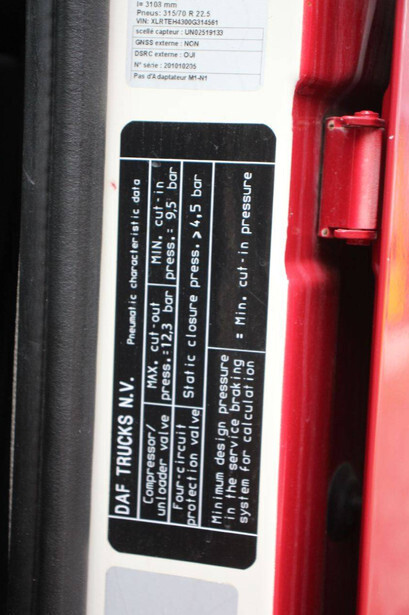 l= 3108 mm
Pneus: 315/70 R 22.5
VIN: XLRTEH4300G314561
scellé capteur : UN02519133
GNSS externe : NON
DSRC externe : OUI
N° série : 201010235
Pas d'Adaptateur M1-N1
DAF TRUCKS N.V. Pneumatic characteristic data
Compressor/ MAX. cut-out MIN. cut-in
unloader valve press.=12,3 bar press.= 9,5 bar
Four-circuit Static closure press. > 4,5 bar
protection valve
Minimum design pressure
in the service braking = Min. cut-in pressure
system for calculation